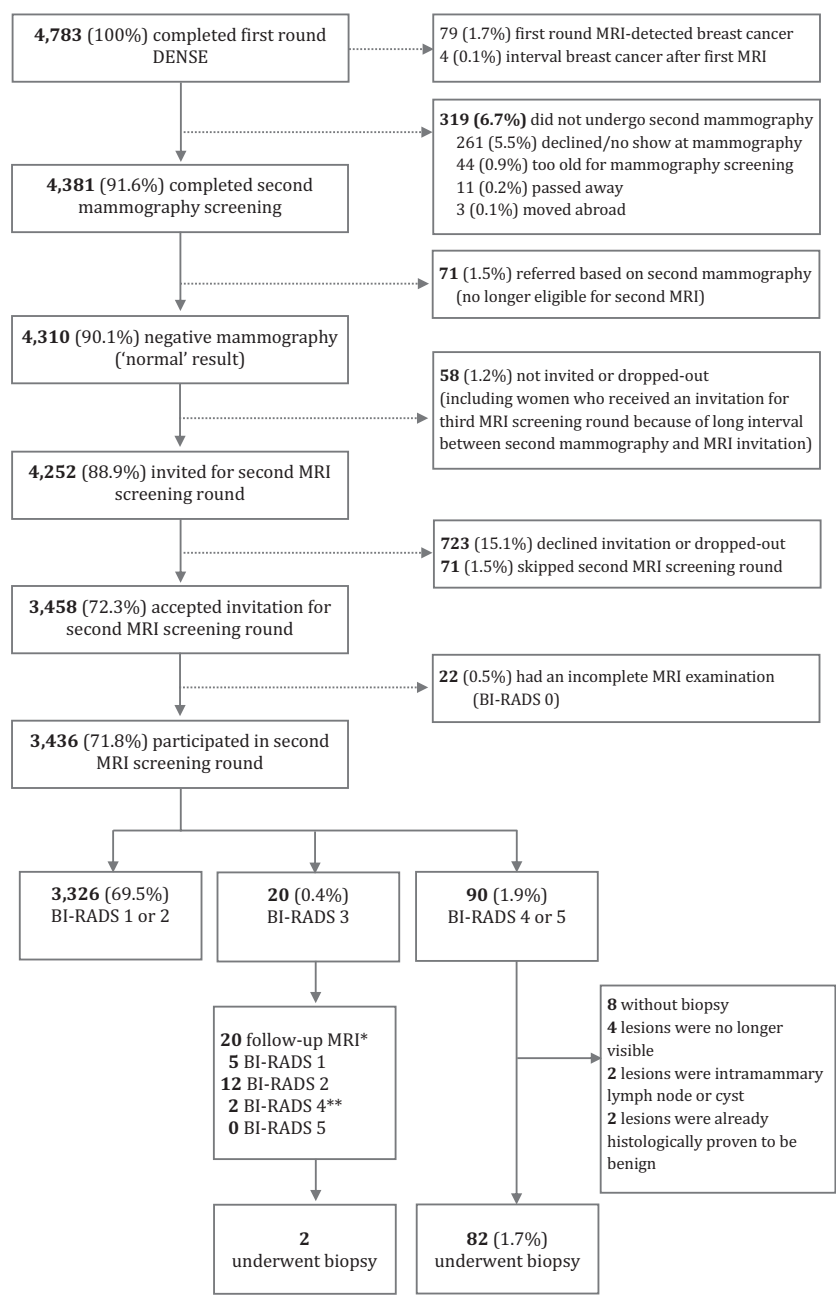 4,783 (100%) completed first round
DENSE
79 (1.7%) first round MRI-detected breast cancer
4 (0.1%) interval breast cancer after first MRI
319 (6.7%) did not undergo second mammography
261 (5.5%) declined/no show at mammography
44 (0.9%) too old for mammography screening
11 (0.2%) passed away
3 (0.1%) moved abroad
4,381 (91.6%) completed second
mammography screening
71 (1.5%) referred based on second mammography
(no longer eligible for second MRI)
4,310 (90.1%) negative mammography
('normal' result)
58 (1.2%) not invited or dropped-out
(including women who received an invitation for
third MRI screening round because of long interval
between second mammography and MRI invitation)
4,252 (88.9%) invited for second MRI
screening round
723 (15.1%) declined invitation or dropped-out
71 (1.5%) skipped second MRI screening round
3,458 (72.3%) accepted invitation for
second MRI screening round
22 (0.5%) had an incomplete MRI examination
(BI-RADS 0)
3,436 (71.8%) participated in second
MRI screening round
3,326 (69.5%)
BI-RADS 1 or 2
20 (0.4%)
BI-RADS 3
90 (1.9%)
BI-RADS 4 or 5
20 follow-up MRI*
5 BI-RADS 1
12 BI-RADS 2
2 BI-RADS 4**
0 BI-RADS 5
8 without biopsy
4 lesions were no longer
visible
2 lesions were intramammary
lymph node or cyst
2 lesions were already
histologically proven to be
benign
2
underwent biopsy
82 (1.7%)
underwent biopsy